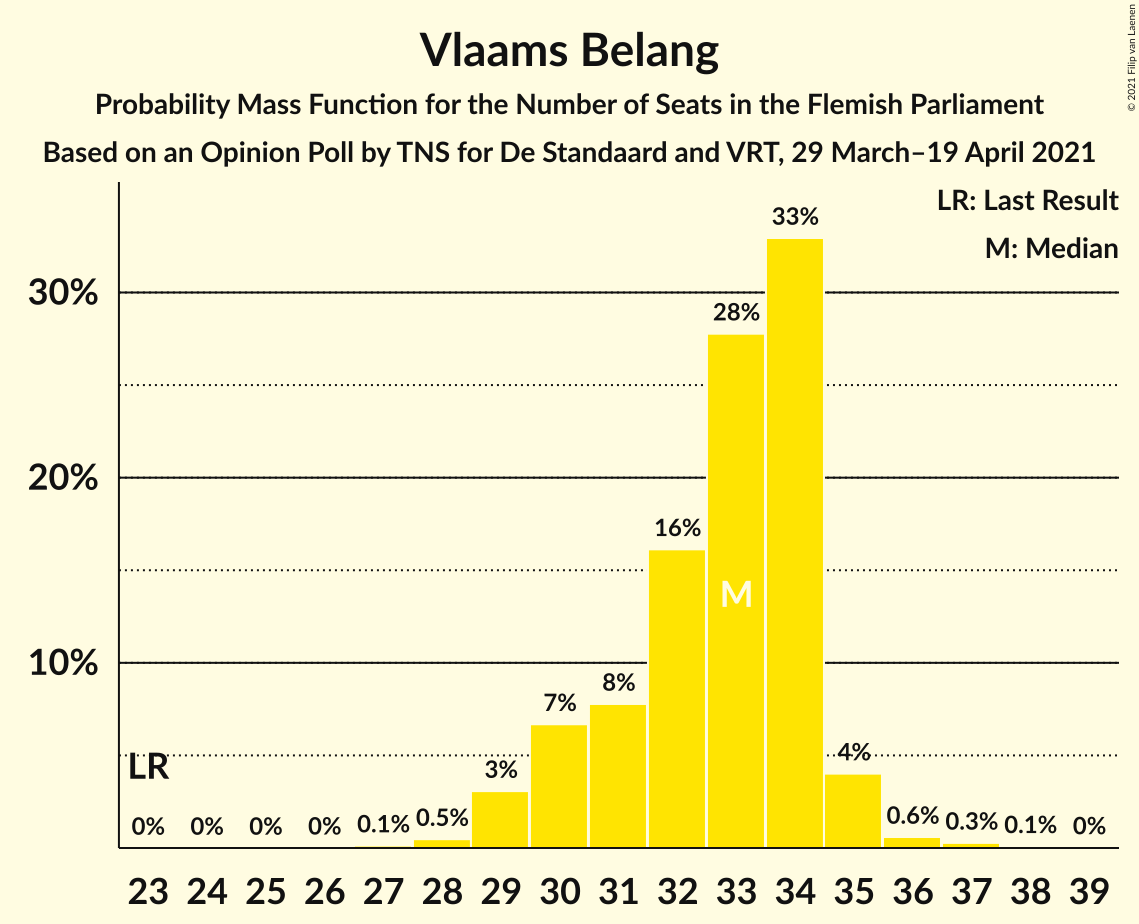 Vlaams Belang
Probability Mass Function for the Number of Seats in the Flemish Parliament
Based on an Opinion Poll by TNS for De Standaard and VRT, 29 March–19 April 2021
© 2021 Filip van Laenen
LR: Last Result
M: Median
30%
20%
10%
LR
M
0% 0% 0% 0% 0.1% 0.5% 3% 7% 8% 16% 28% 33% 4% 0.6% 0.3% 0.1% 0%
23 24 25 26 27 28 29 30 31 32 33 34 35 36 37 38 39